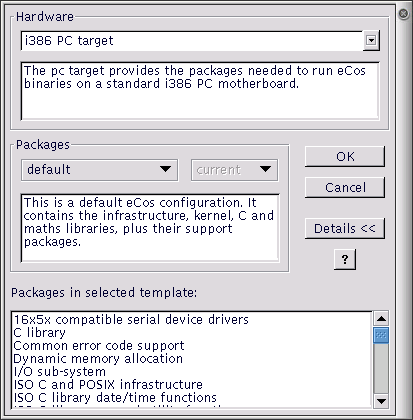 Hardware
i386 PC target
The pc target provides the packages needed to run eCos
binaries on a standard i386 PC motherboard.
Packages
default
current
This is a default eCos configuration. It
contains the infrastructure, kernel, C and
maths libraries, plus their support
packages.
OK
Cancel
Details <<
?
Packages in selected template:
16x5x compatible serial device drivers
C library
Common error code support
Dynamic memory allocation
I/O sub-system
ISO C and POSIX infrastructure
ISO C library date/time functions